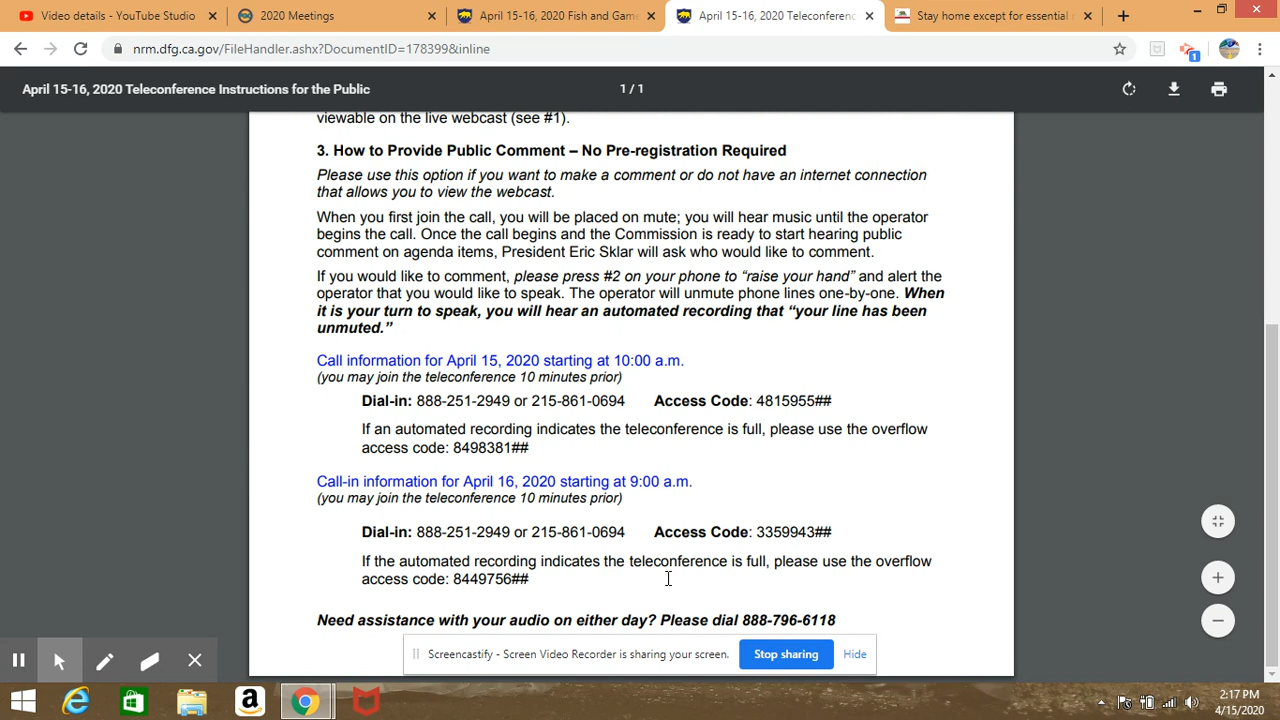 Video details - YouTube Studio
2020 Meetings
April 15-16, 2020 Fish and Game
April 15-16, 2020 Teleconference
Stay home except for essential
nrm.dfg.ca.gov/FileHandler.ashx?DocumentID=178399&inline
1
April 15-16, 2020 Teleconference Instructions for the Public
1 / 1
viewable on the live webcast (see #1).
3. How to Provide Public Comment – No Pre-registration Required
Please use this option if you want to make a comment or do not have an internet connection
that allows you to view the webcast.
When you first join the call, you will be placed on mute; you will hear music until the operator
begins the call. Once the call begins and the Commission is ready to start hearing public
comment on agenda items, President Eric Sklar will ask who would like to comment.
If you would like to comment, please press #2 on your phone to “raise your hand” and alert the
operator that you would like to speak. The operator will unmute phone lines one-by-one. When
it is your turn to speak, you will hear an automated recording that “your line has been
unmuted.”
Call information for April 15, 2020 starting at 10:00 a.m.
(you may join the teleconference 10 minutes prior)
Dial-in: 888-251-2949 or 215-861-0694 Access Code: 4815955##
If an automated recording indicates the teleconference is full, please use the overflow
access code: 8498381##
Call-in information for April 16, 2020 starting at 9:00 a.m.
(you may join the teleconference 10 minutes prior)
Dial-in: 888-251-2949 or 215-861-0694 Access Code: 3359943##
If the automated recording indicates the teleconference is full, please use the overflow
access code: 8449756##
Need assistance with your audio on either day? Please dial 888-796-6118
Screencastify - Screen Video Recorder is sharing your screen.
Stop sharing
Hide
2:17 PM
4/15/2020